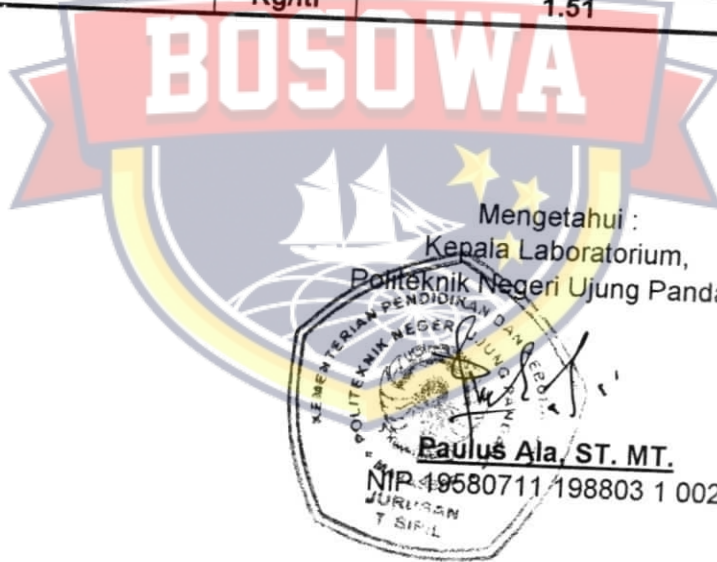 Kg/ltr 1.51
BOSOWA
Mengetahui :
Kepala Laboratorium,
Politeknik Negeri Ujung Panda
KEMENTERIAN PENDIDIKAN DAN
POLITEKNIK NEGERI UJUNG PANDANG
Paulus Ala, ST. MT.
NIP 19580711 198803 1 002
JURUSAN
T SIPIL